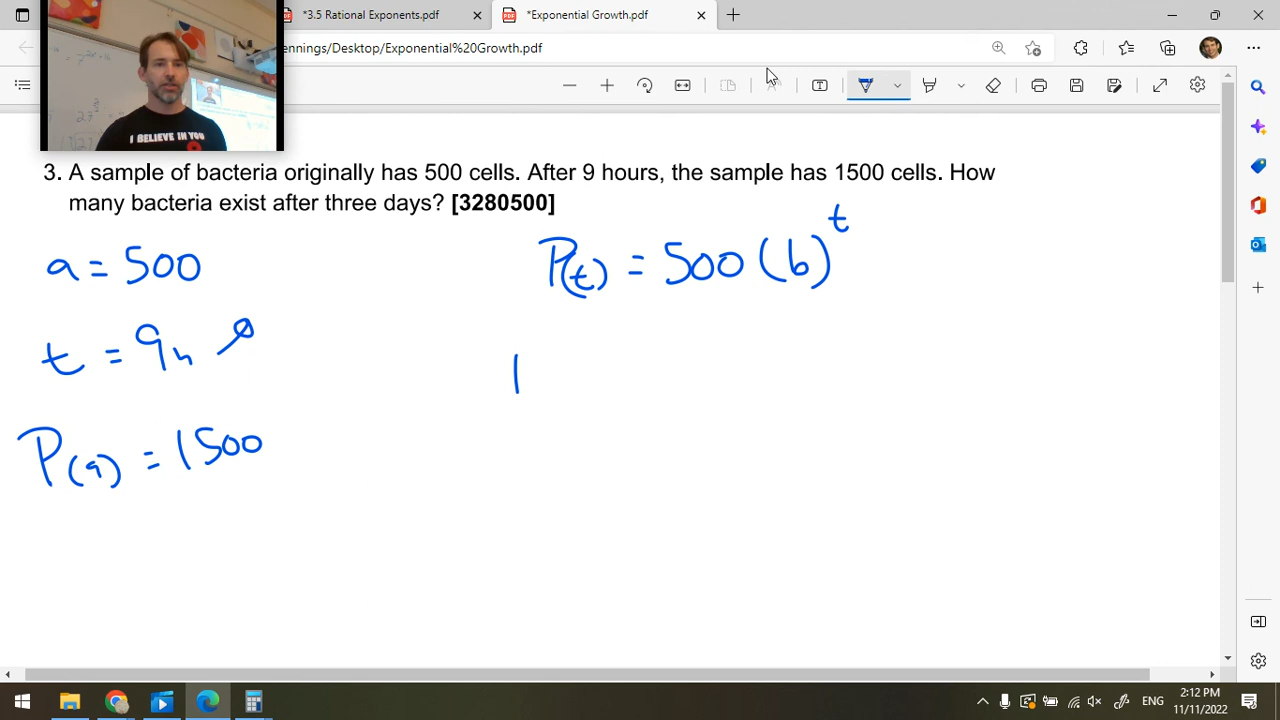 *3.5 Rational Exponents.pdf
*Exponential Growth.pdf
ennings/Desktop/Exponential%20Growth.pdf
I BELIEVE IN YOU
3. A sample of bacteria originally has 500 cells. After 9 hours, the sample has 1500 cells. How
many bacteria exist after three days? [3280500]
a = 500
P(t) = 500 (b)^t
t = 9h
P(9) = 1500
ENG
2:12 PM
11/11/2022